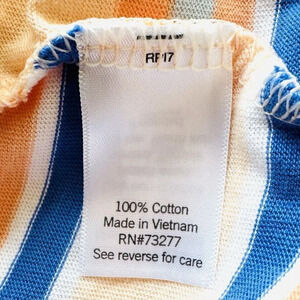 RP17
100% Cotton
Made in Vietnam
RN#73277
See reverse for care